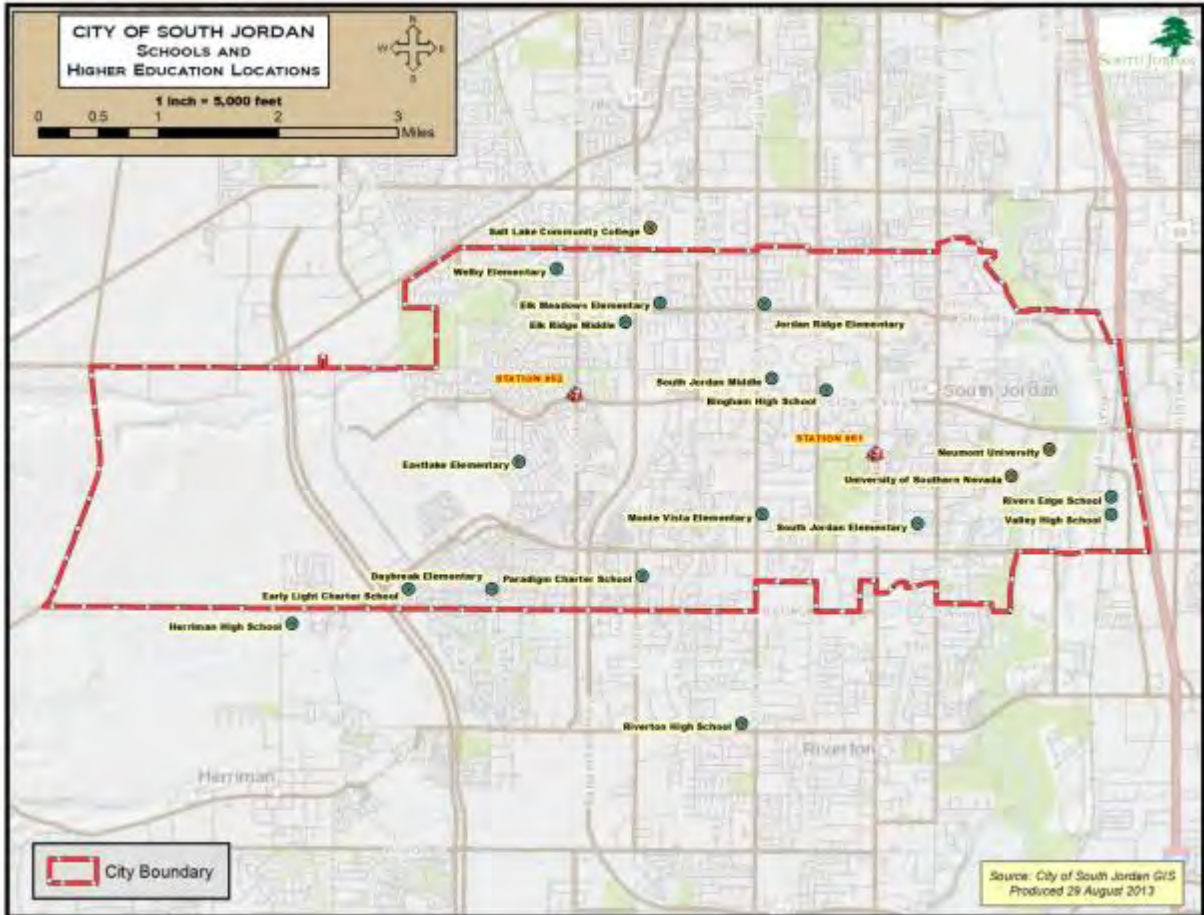 CITY OF SOUTH JORDAN
SCHOOLS AND
HIGHER EDUCATION LOCATIONS
N
W E
S
1 inch = 5,000 feet
0 0.5 1 2 3
Miles
SOUTH JORDAN
Salt Lake Community College
Welby Elementary
Elk Meadows Elementary
Elk Ridge Middle
Jordan Ridge Elementary
South Jordan Middle
Bingham High School
South Jordan
Eastlake Elementary
Neumont University
University of Southern Nevada
Rivers Edge School
Valley High School
Monte Vista Elementary
South Jordan Elementary
Daybreak Elementary
Paradigm Charter School
Early Light Charter School
Herriman High School
Riverton High School
Riverton
Herriman
City Boundary
Source: City of South Jordan GIS
Produced 29 August 2013